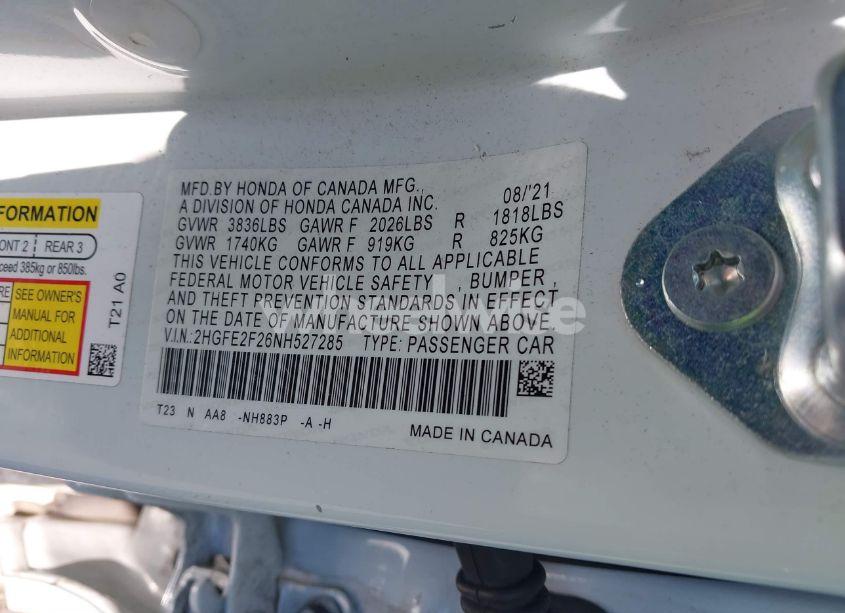 FORMATION
ONT 2 REAR 3
ceed 385kg or 850lbs.
RE
SEE OWNER'S
MANUAL FOR
ADDITIONAL
INFORMATION
T21 A0
MFD.BY HONDA OF CANADA MFG., 08/'21
A DIVISION OF HONDA CANADA INC.
GVWR 3836LBS GAWR F 2026LBS R 1818LBS
GVWR 1740KG GAWR F 919KG R 825KG
THIS VEHICLE CONFORMS TO ALL APPLICABLE
FEDERAL MOTOR VEHICLE SAFETY , BUMPER ,
AND THEFT PREVENTION STANDARDS IN EFFECT
ON THE DATE OF MANUFACTURE SHOWN ABOVE.
V.I.N.:2HGFE2F26NH527285 TYPE: PASSENGER CAR
T23 N AA8 -NH883P -A -H
MADE IN CANADA